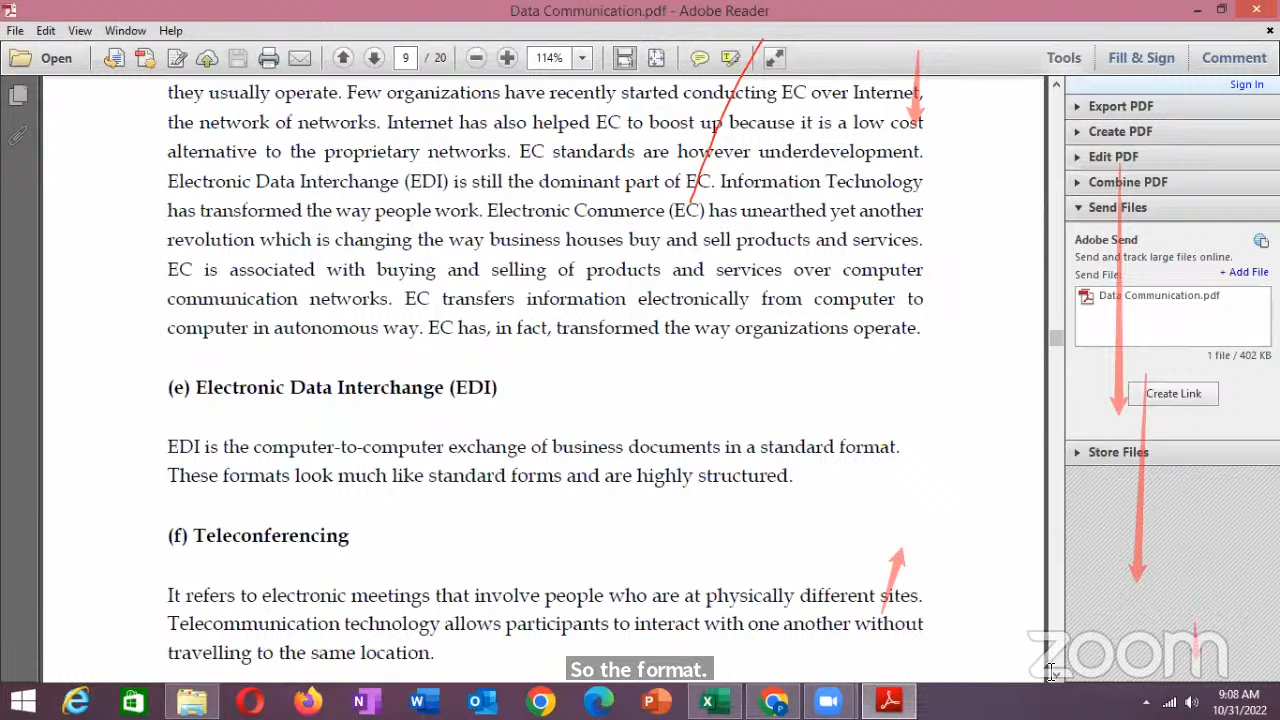 Data Communication.pdf - Adobe Reader
File Edit View Window Help
Open 9 / 20 114% Tools Fill & Sign Comment
Sign In
they usually operate. Few organizations have recently started conducting EC over Internet,
the network of networks. Internet has also helped EC to boost up because it is a low cost
alternative to the proprietary networks. EC standards are however underdevelopment.
Electronic Data Interchange (EDI) is still the dominant part of EC. Information Technology
has transformed the way people work. Electronic Commerce (EC) has unearthed yet another
revolution which is changing the way business houses buy and sell products and services.
EC is associated with buying and selling of products and services over computer
communication networks. EC transfers information electronically from computer to
computer in autonomous way. EC has, in fact, transformed the way organizations operate.
(e) Electronic Data Interchange (EDI)
EDI is the computer-to-computer exchange of business documents in a standard format.
These formats look much like standard forms and are highly structured.
(f) Teleconferencing
It refers to electronic meetings that involve people who are at physically different sites.
Telecommunication technology allows participants to interact with one another without
travelling to the same location.
Export PDF
Create PDF
Edit PDF
Combine PDF
Send Files
Adobe Send
Send and track large files online.
Send File:
+ Add File
Data Communication.pdf
1 file / 402 KB
Create Link
Store Files
zoom
So the format.
9:08 AM
10/31/2022